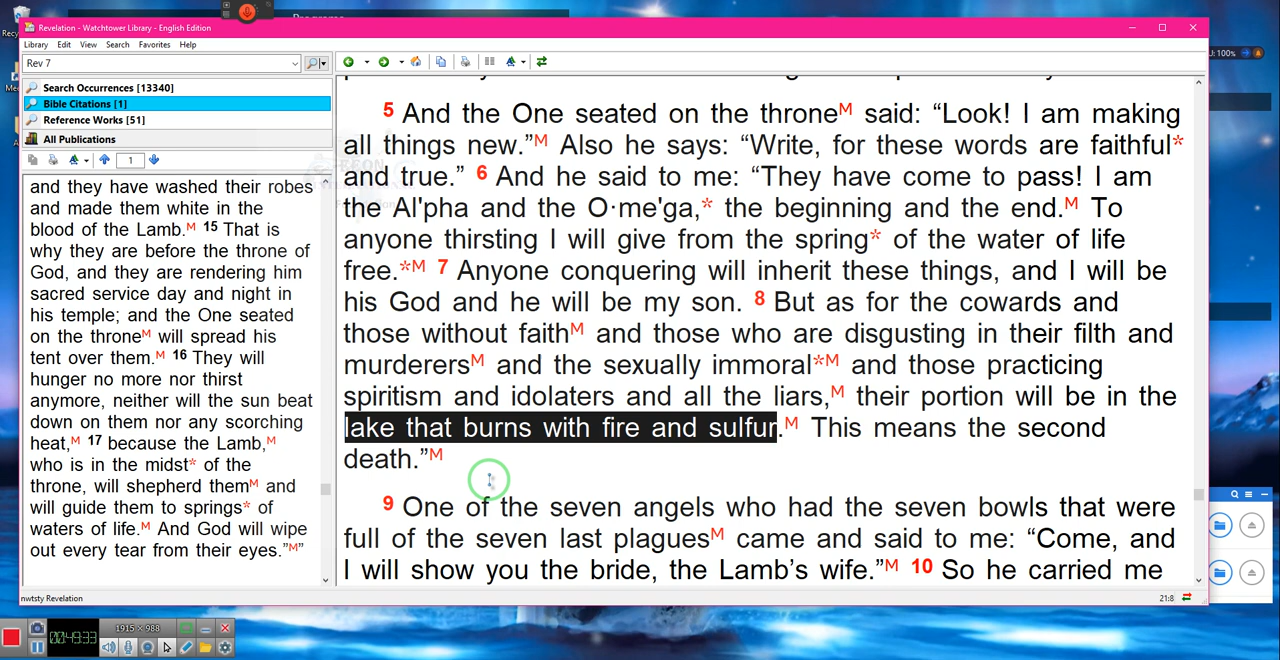 Revelation - Watchtower Library - English Edition
Library Edit View Search Favorites Help
Rev 7
Search Occurrences [13340]
Bible Citations [1]
Reference Works [51]
All Publications
1
and they have washed their robes
and made them white in the
blood of the Lamb.M 15 That is
why they are before the throne of
God, and they are rendering him
sacred service day and night in
his temple; and the One seated
on the throneM will spread his
tent over them.M 16 They will
hunger no more nor thirst
anymore, neither will the sun beat
down on them nor any scorching
heat,M 17 because the Lamb,M
who is in the midst* of the
throne, will shepherd themM and
will guide them to springs* of
waters of life.M And God will wipe
out every tear from their eyes.”M”
5 And the One seated on the throneM said: “Look! I am making
all things new.”M Also he says: “Write, for these words are faithful*
and true.” 6 And he said to me: “They have come to pass! I am
the Al'pha and the O·me'ga,* the beginning and the end.M To
anyone thirsting I will give from the spring* of the water of life
free.*M 7 Anyone conquering will inherit these things, and I will be
his God and he will be my son. 8 But as for the cowards and
those without faithM and those who are disgusting in their filth and
murderersM and the sexually immoral*M and those practicing
spiritism and idolaters and all the liars,M their portion will be in the
lake that burns with fire and sulfur.M This means the second
death.”M
9 One of the seven angels who had the seven bowls that were
full of the seven last plaguesM came and said to me: “Come, and
I will show you the bride, the Lamb’s wife.”M 10 So he carried me
nwtsty Revelation
21:8
U: 100%
00:49:33
1915 × 988